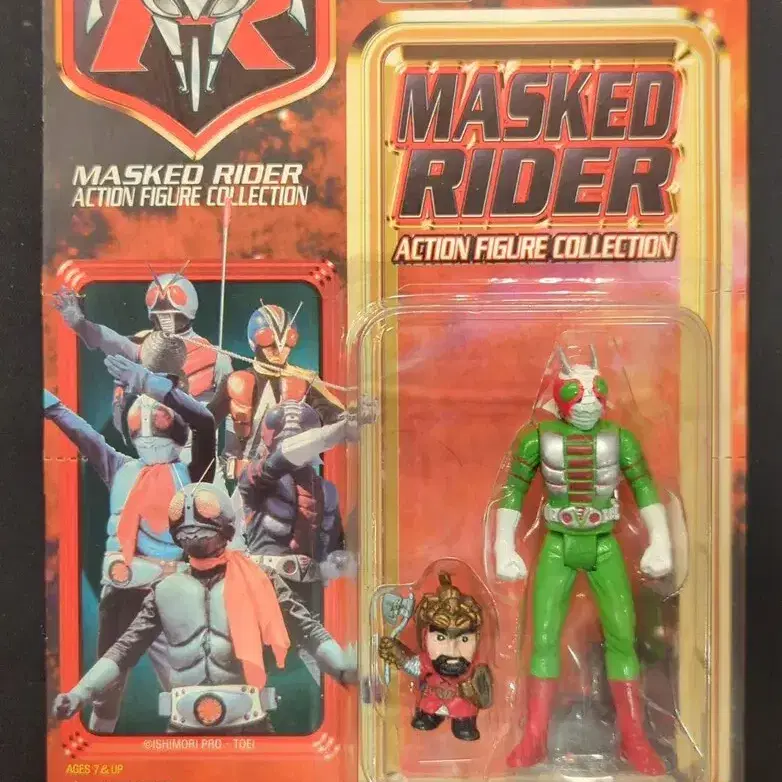 MASKED RIDER
ACTION FIGURE COLLECTION
MASKED
RIDER
ACTION FIGURE COLLECTION
©ISHIMORI PRO · TOEI
AGES 7 & UP